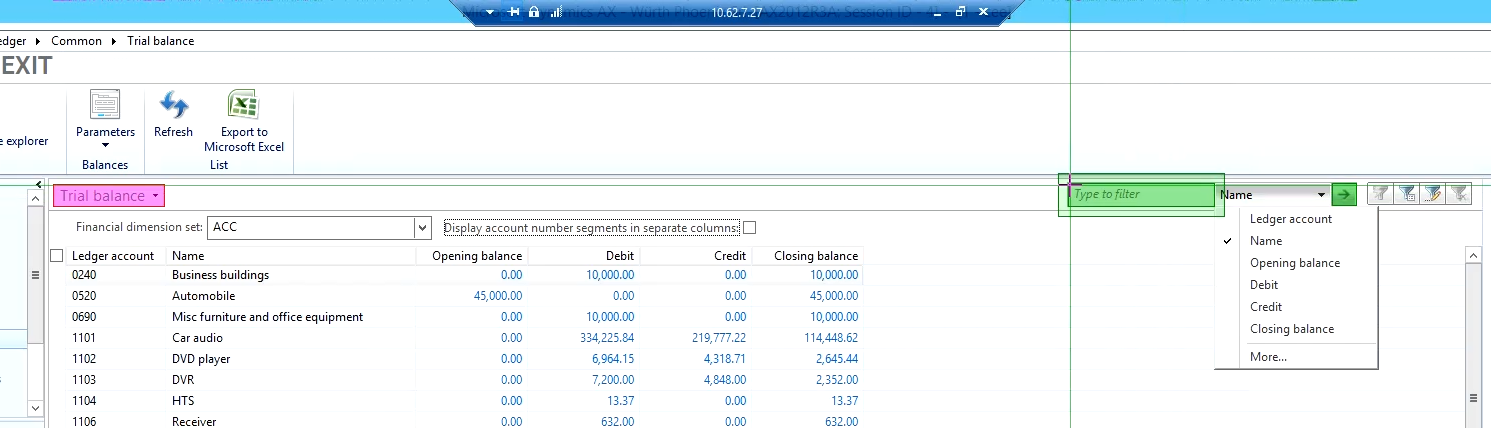 10.62.7.27
edger ▸ Common ▸ Trial balance
EXIT
e explorer
Parameters
Balances
Refresh
Export to
Microsoft Excel
List
Trial balance
Type to filter
Name
Financial dimension set: ACC
Display account number segments in separate columns:
Ledger account
Name
Opening balance
Debit
Credit
Closing balance
More...
Ledger account Name Opening balance Debit Credit Closing balance
0240 Business buildings 0.00 10,000.00 0.00 10,000.00
0520 Automobile 45,000.00 0.00 0.00 45,000.00
0690 Misc furniture and office equipment 0.00 10,000.00 0.00 10,000.00
1101 Car audio 0.00 334,225.84 219,777.22 114,448.62
1102 DVD player 0.00 6,964.15 4,318.71 2,645.44
1103 DVR 0.00 7,200.00 4,848.00 2,352.00
1104 HTS 0.00 13.37 0.00 13.37
1106 Receiver 0.00 632.00 0.00 632.00